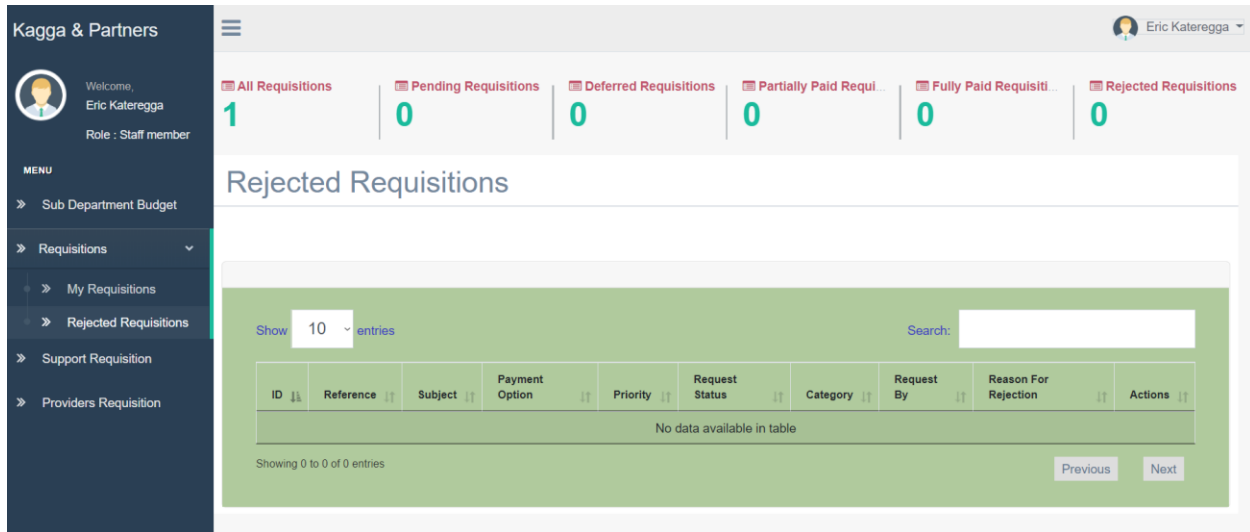 Kagga & Partners
Eric Kateregga
Welcome,
Eric Kateregga
Role : Staff member
MENU
Sub Department Budget
Requisitions
My Requisitions
Rejected Requisitions
Support Requisition
Providers Requisition
All Requisitions
1
Pending Requisitions
0
Deferred Requisitions
0
Partially Paid Requi...
0
Fully Paid Requisiti...
0
Rejected Requisitions
0
Rejected Requisitions
Show 10 entries
Search:
ID
Reference
Subject
Payment
Option
Priority
Request
Status
Category
Request
By
Reason For
Rejection
Actions
No data available in table
Showing 0 to 0 of 0 entries
Previous
Next